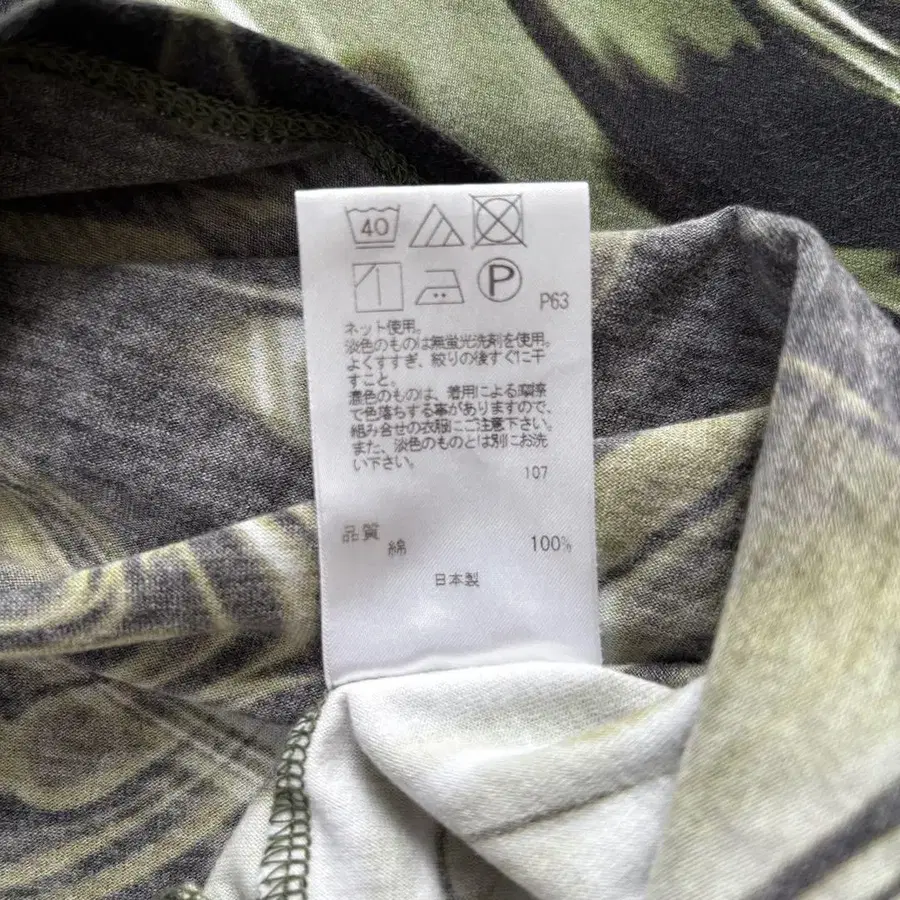 40
P
P63
ネット使用。
淡色のものは無蛍光洗剤を使用。
よくすすぎ、絞りの後すぐに干
すこと。
濃色のものは、着用による摩擦
で色落ちする事がありますので、
組み合せの衣服にご注意下さい。
また、淡色のものとは別にお洗
い下さい。
107
品質
綿 100%
日本製